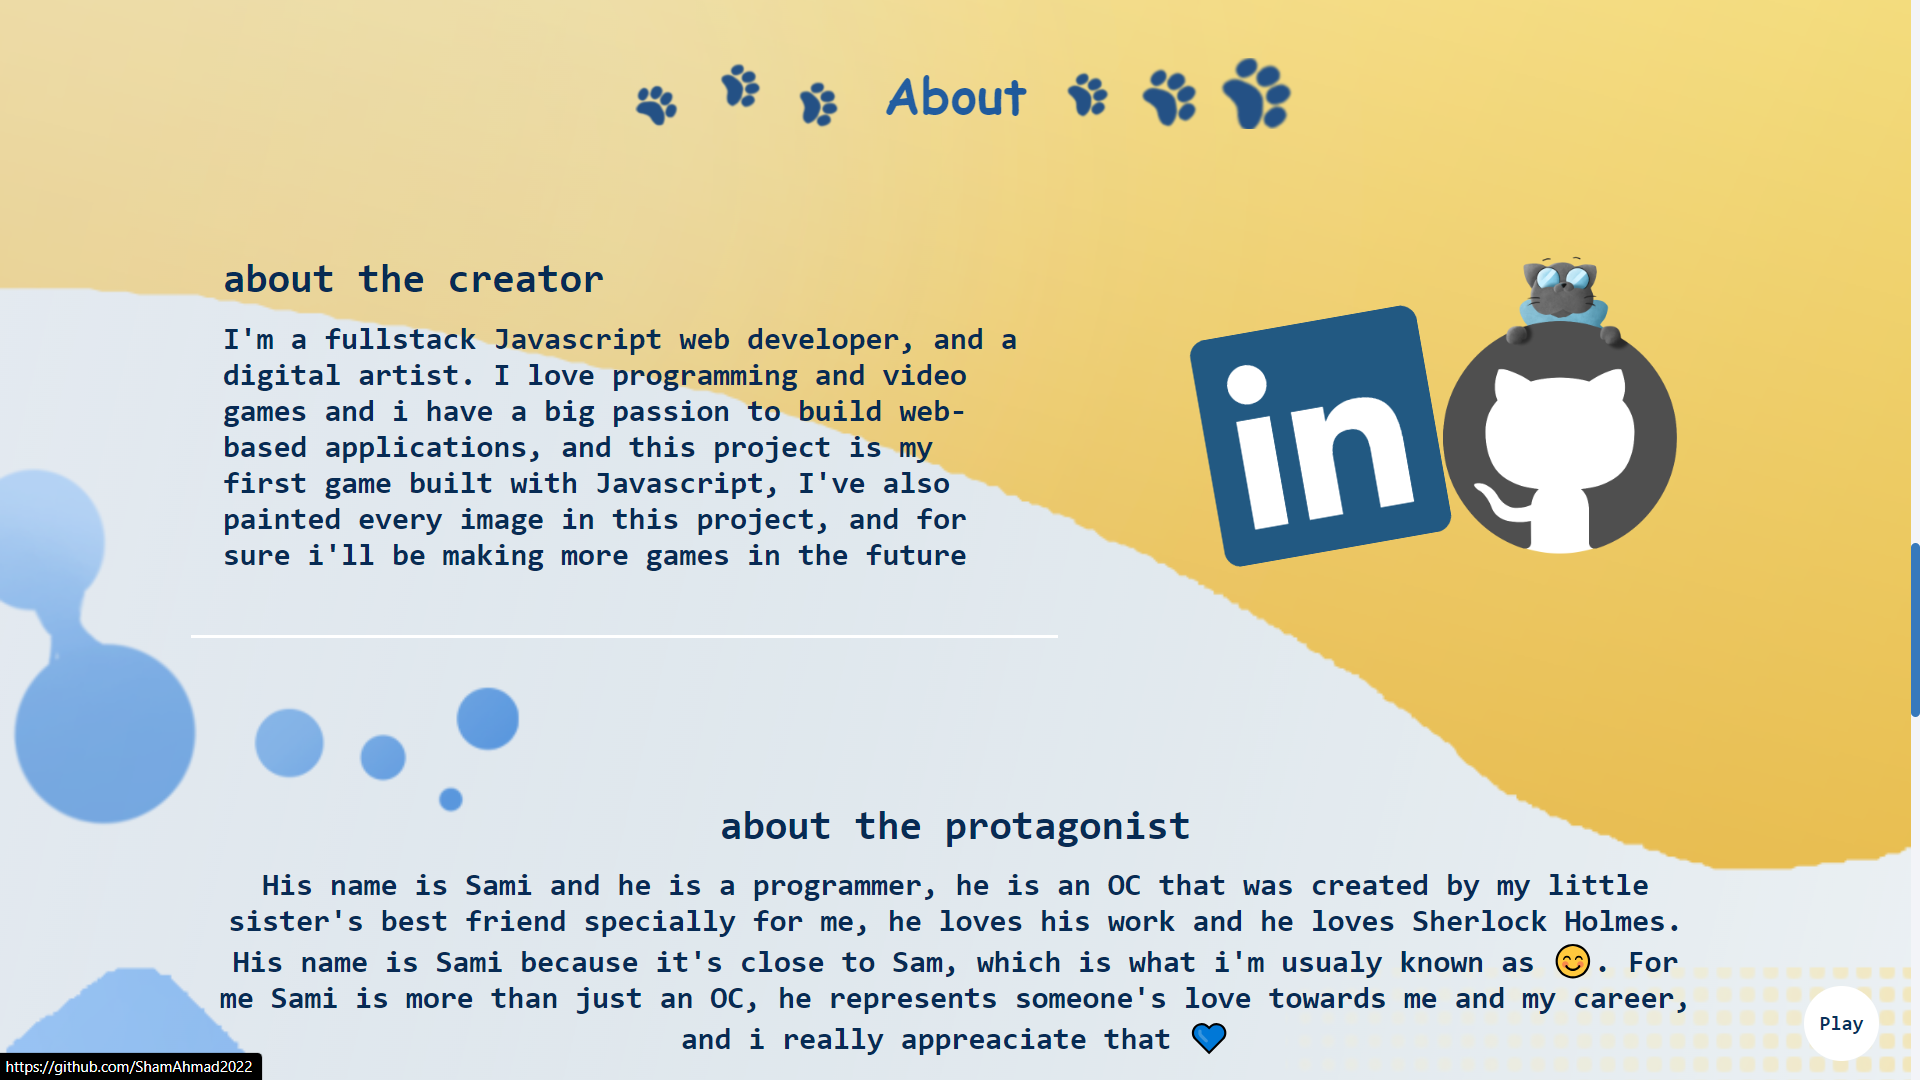 About
about the creator
I'm a fullstack Javascript web developer, and a
digital artist. I love programming and video
games and i have a big passion to build web-
based applications, and this project is my
first game built with Javascript, I've also
painted every image in this project, and for
sure i'll be making more games in the future
in
about the protagonist
His name is Sami and he is a programmer, he is an OC that was created by my little
sister's best friend specially for me, he loves his work and he loves Sherlock Holmes.
His name is Sami because it's close to Sam, which is what i'm usualy known as 😊. For
me Sami is more than just an OC, he represents someone's love towards me and my career,
and i really appreaciate that 💙
Play
https://github.com/ShamAhmad2022